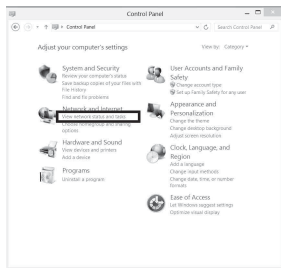 Control Panel
Control Panel
Search Control Panel
Adjust your computer's settings
View by: Category
System and Security
Review your computer's status
Save backup copies of your files with
File History
Find and fix problems
Network and Internet
View network status and tasks
Choose homegroup and sharing
options
Hardware and Sound
View devices and printers
Add a device
Programs
Uninstall a program
User Accounts and Family
Safety
Change account type
Set up Family Safety for any user
Appearance and
Personalization
Change the theme
Change desktop background
Adjust screen resolution
Clock, Language, and
Region
Add a language
Change input methods
Change date, time, or number
formats
Ease of Access
Let Windows suggest settings
Optimize visual display